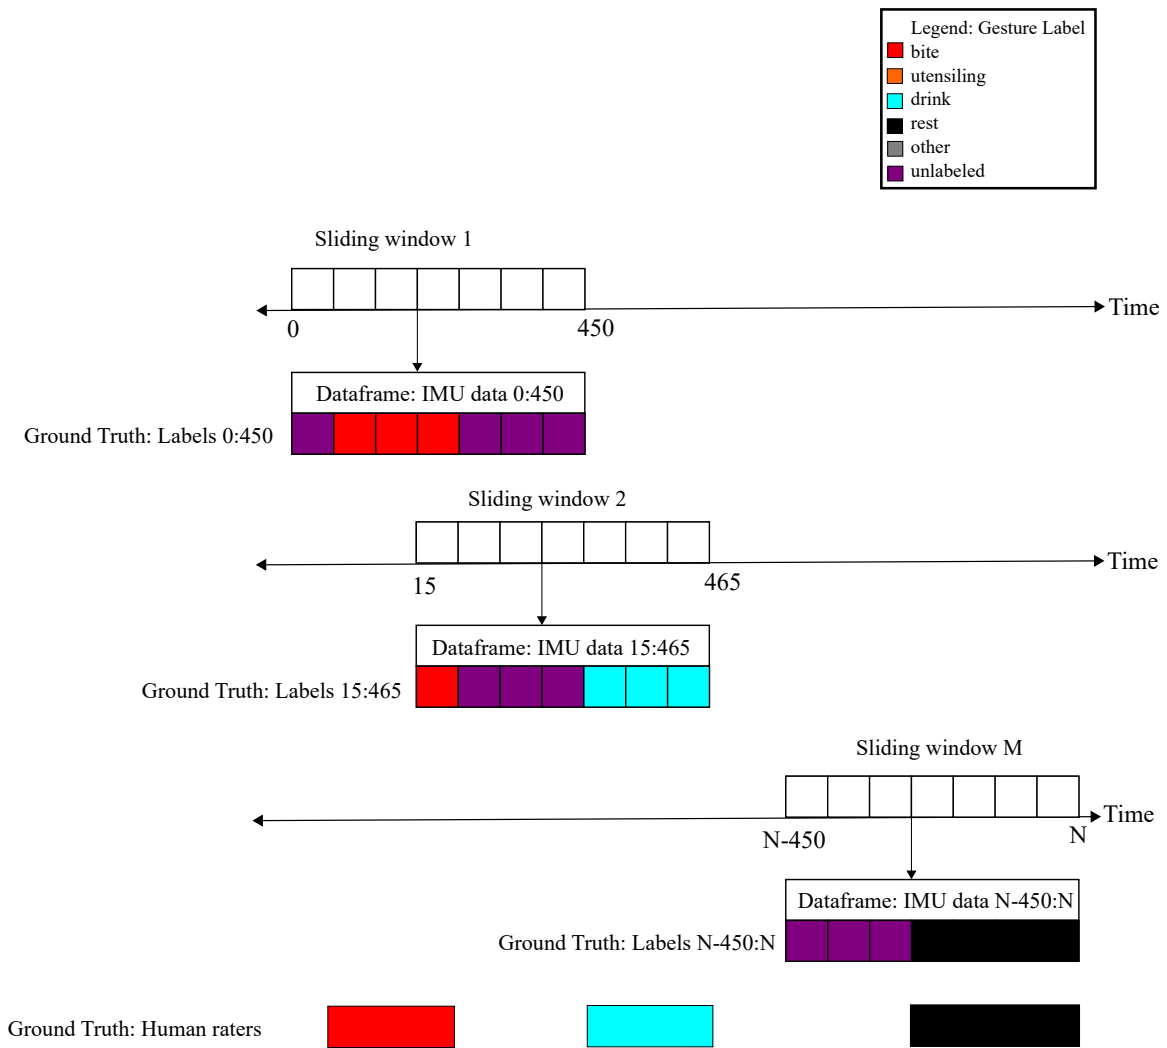 Legend: Gesture Label
bite
utensiling
drink
rest
other
unlabeled
Sliding window 1
Time
0
450
Dataframe: IMU data 0:450
Ground Truth: Labels 0:450
Sliding window 2
Time
15
465
Dataframe: IMU data 15:465
Ground Truth: Labels 15:465
Sliding window M
Time
N-450
N
Dataframe: IMU data N-450:N
Ground Truth: Labels N-450:N
Ground Truth: Human raters